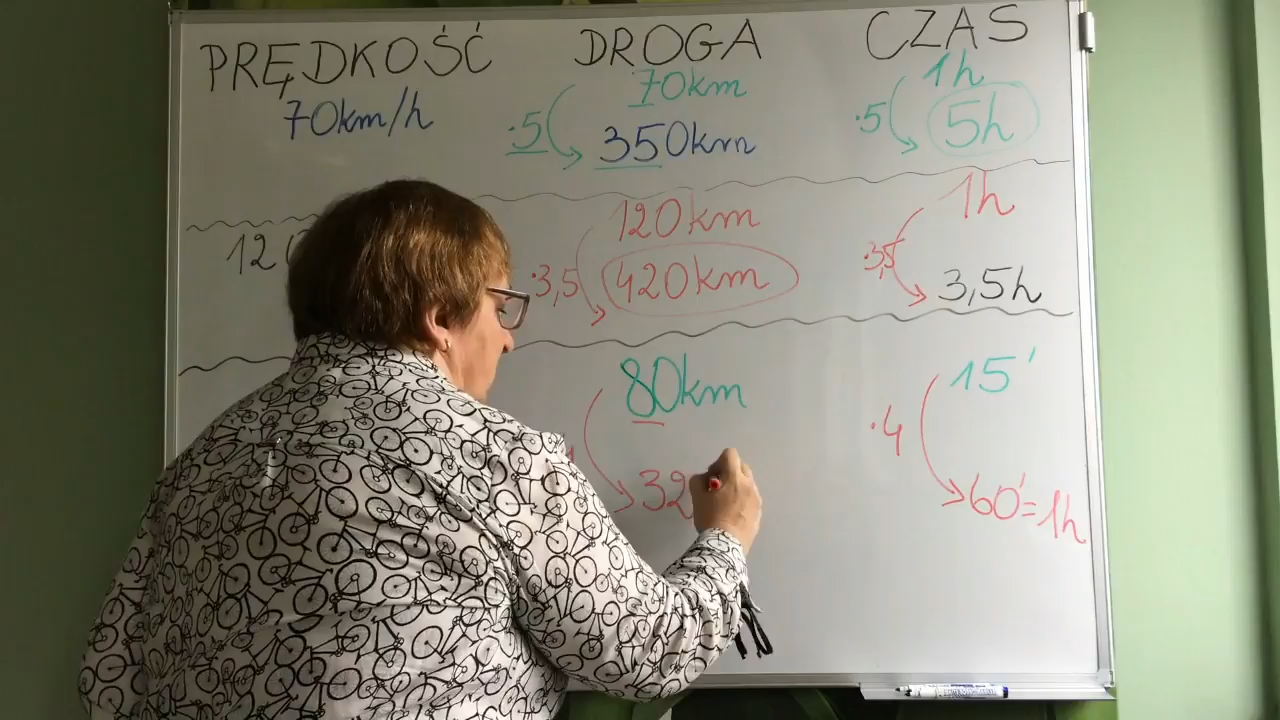 PRĘDKOŚĆ DROGA CZAS
70km 1h
70km/h ·5 350km ·5 5h
120km 1h
12 ·3,5 420km ·3,5 3,5h
80km 15'
·4
32 60'=1h